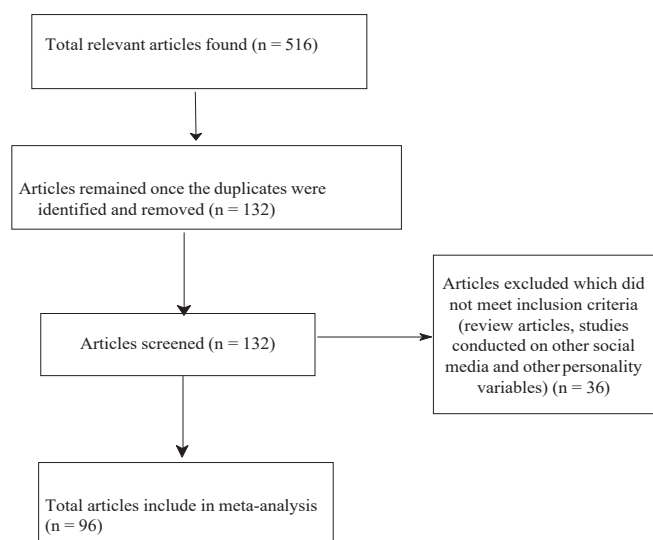 Total relevant articles found (n = 516)
Articles remained once the duplicates were
identified and removed (n = 132)
Articles screened (n = 132)
Articles excluded which did
not meet inclusion criteria
(review articles, studies
conducted on other social
media and other personality
variables) (n = 36)
Total articles include in meta-analysis
(n = 96)